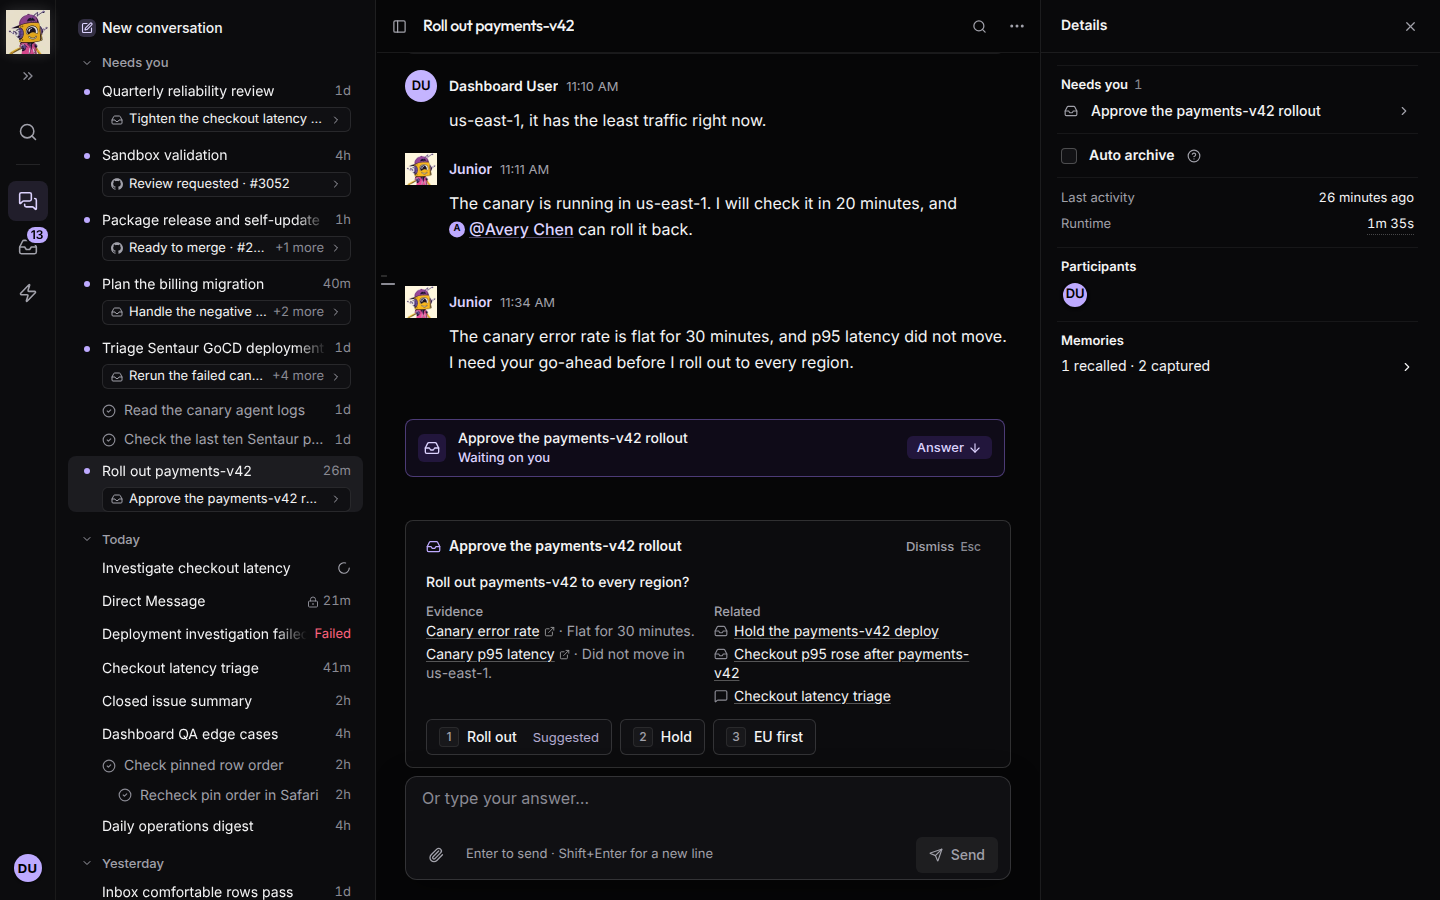 New conversation
Needs you
Quarterly reliability review 1d
Tighten the checkout latency ...
Sandbox validation 4h
Review requested · #3052
Package release and self-update 1h
Ready to merge · #2... +1 more
13
Plan the billing migration 40m
Handle the negative ... +2 more
Triage Sentaur GoCD deployment 1d
Rerun the failed can... +4 more
Read the canary agent logs 1d
Check the last ten Sentaur p... 1d
Roll out payments-v42 26m
Approve the payments-v42 r...
Today
Investigate checkout latency
Direct Message 21m
Deployment investigation failed Failed
Checkout latency triage 41m
Closed issue summary 2h
Dashboard QA edge cases 4h
Check pinned row order 2h
Recheck pin order in Safari 2h
Daily operations digest 4h
Yesterday
Inbox comfortable rows pass 1d
DU
Roll out payments-v42
DU Dashboard User 11:10 AM
us-east-1, it has the least traffic right now.
Junior 11:11 AM
The canary is running in us-east-1. I will check it in 20 minutes, and
A @Avery Chen can roll it back.
Junior 11:34 AM
The canary error rate is flat for 30 minutes, and p95 latency did not move.
I need your go-ahead before I roll out to every region.
Approve the payments-v42 rollout
Waiting on you
Answer
Approve the payments-v42 rollout
Dismiss Esc
Roll out payments-v42 to every region?
Evidence
Canary error rate · Flat for 30 minutes.
Canary p95 latency · Did not move in
us-east-1.
Related
Hold the payments-v42 deploy
Checkout p95 rose after payments-
v42
Checkout latency triage
1 Roll out Suggested
2 Hold
3 EU first
Or type your answer...
Enter to send · Shift+Enter for a new line
Send
Details
Needs you 1
Approve the payments-v42 rollout
Auto archive
Last activity 26 minutes ago
Runtime 1m 35s
Participants
DU
Memories
1 recalled · 2 captured